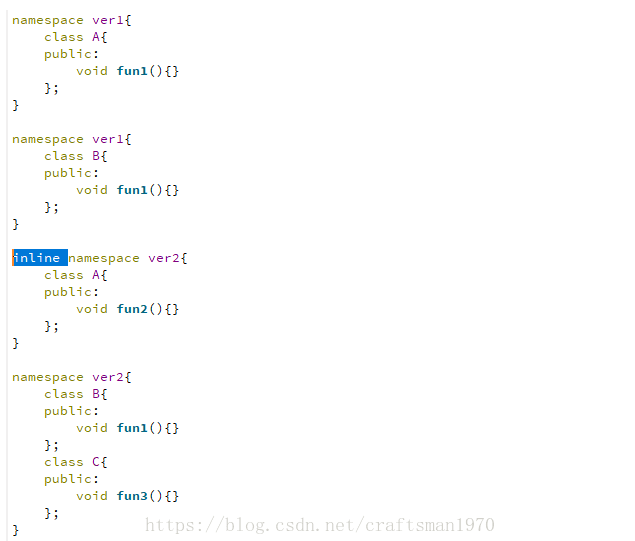 namespace ver1{
    class A{
    public:
        void fun1(){}
    };
}

namespace ver1{
    class B{
    public:
        void fun1(){}
    };
}

inline namespace ver2{
    class A{
    public:
        void fun2(){}
    };
}

namespace ver2{
    class B{
    public:
        void fun1(){}
    };
    class C{
    public:
        void fun3(){}
    };
}
https://blog.csdn.net/craftsman1970